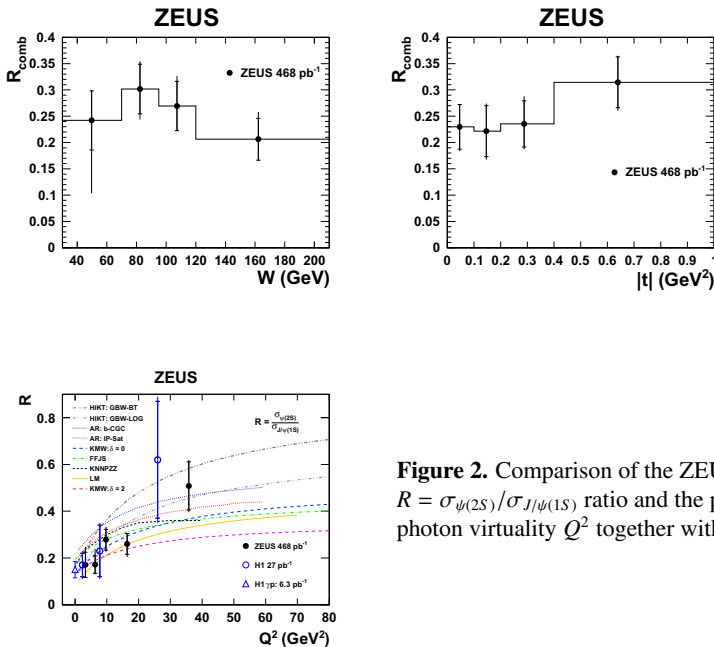 ZEUS
R_comb
0.4
0.35
0.3
0.25
0.2
0.15
0.1
0.05
0
ZEUS 468 pb⁻¹
40 60 80 100 120 140 160 180 200
W (GeV)
ZEUS
R_comb
0.4
0.35
0.3
0.25
0.2
0.15
0.1
0.05
0
ZEUS 468 pb⁻¹
0 0.1 0.2 0.3 0.4 0.5 0.6 0.7 0.8 0.9 1
|t| (GeV²)
ZEUS
R
0.8
0.6
0.4
0.2
0
HIKT: GBW-BT
HIKT: GBW-LOG
AR: b-CGC
AR: IP-Sat
KMW: δ = 0
FFJS
KNNPZZ
LM
KMW: δ = 2
R = σ_ψ(2S)/σ_J/ψ(1S)
ZEUS 468 pb⁻¹
H1 27 pb⁻¹
H1 γp: 6.3 pb⁻¹
0 10 20 30 40 50 60 70 80
Q² (GeV²)
Figure 2. Comparison of the ZEU
R = σ_ψ(2S)/σ_J/ψ(1S) ratio and the p
photon virtuality Q² together with